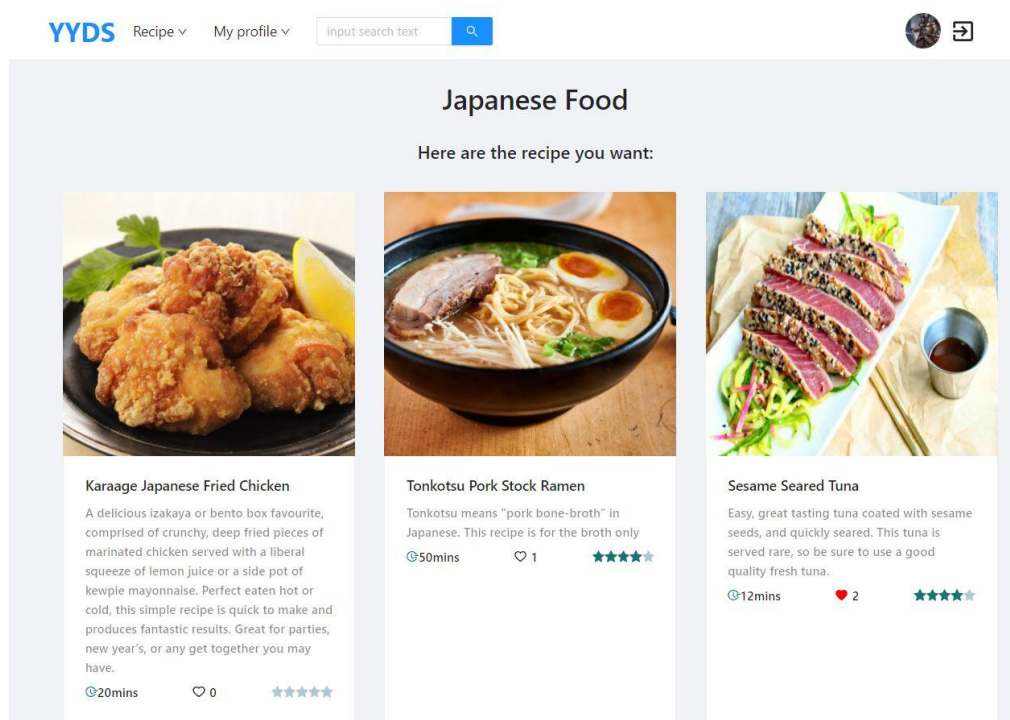 YYDS Recipe My profile input search text
Japanese Food
Here are the recipe you want:
Karaage Japanese Fried Chicken
A delicious izakaya or bento box favourite,
comprised of crunchy, deep fried pieces of
marinated chicken served with a liberal
squeeze of lemon juice or a side pot of
kewpie mayonnaise. Perfect eaten hot or
cold, this simple recipe is quick to make and
produces fantastic results. Great for parties,
new year's, or any get together you may
have.
20mins 0
Tonkotsu Pork Stock Ramen
Tonkotsu means "pork bone-broth" in
Japanese. This recipe is for the broth only
50mins 1
Sesame Seared Tuna
Easy, great tasting tuna coated with sesame
seeds, and quickly seared. This tuna is
served rare, so be sure to use a good
quality fresh tuna.
12mins 2